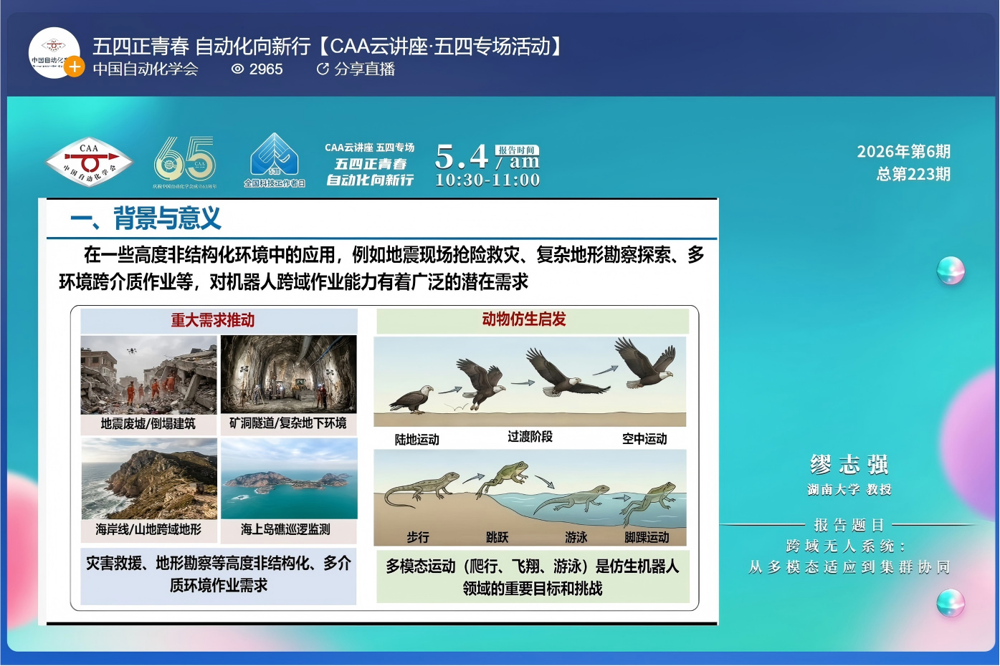 五四正青春 自动化向新行【CAA云讲座·五四专场活动】
中国自动化学会 2965 分享直播
CAA
中国自动化学会
65
CAA
5.30
全国科技工作者日
CAA云讲座 五四专场
五四正青春
自动化向新行
5.4/am 报告时间
10:30-11:00
2026年第6期
总第223期
一、背景与意义
在一些高度非结构化环境中的应用，例如地震现场抢险救灾、复杂地形勘察探索、多
环境跨介质作业等，对机器人跨域作业能力有着广泛的潜在需求
重大需求推动
地震废墟/倒塌建筑
矿洞隧道/复杂地下环境
海岸线/山地跨域地形
海上岛礁巡逻监测
灾害救援、地形勘察等高度非结构化、多介
质环境作业需求
动物仿生启发
陆地运动
过渡阶段
空中运动
步行
跳跃
游泳
脚踝运动
多模态运动（爬行、飞翔、游泳）是仿生机器人
领域的重要目标和挑战
缪志强
湖南大学 教授
报告题目
跨域无人系统：
从多模态适应到集群协同